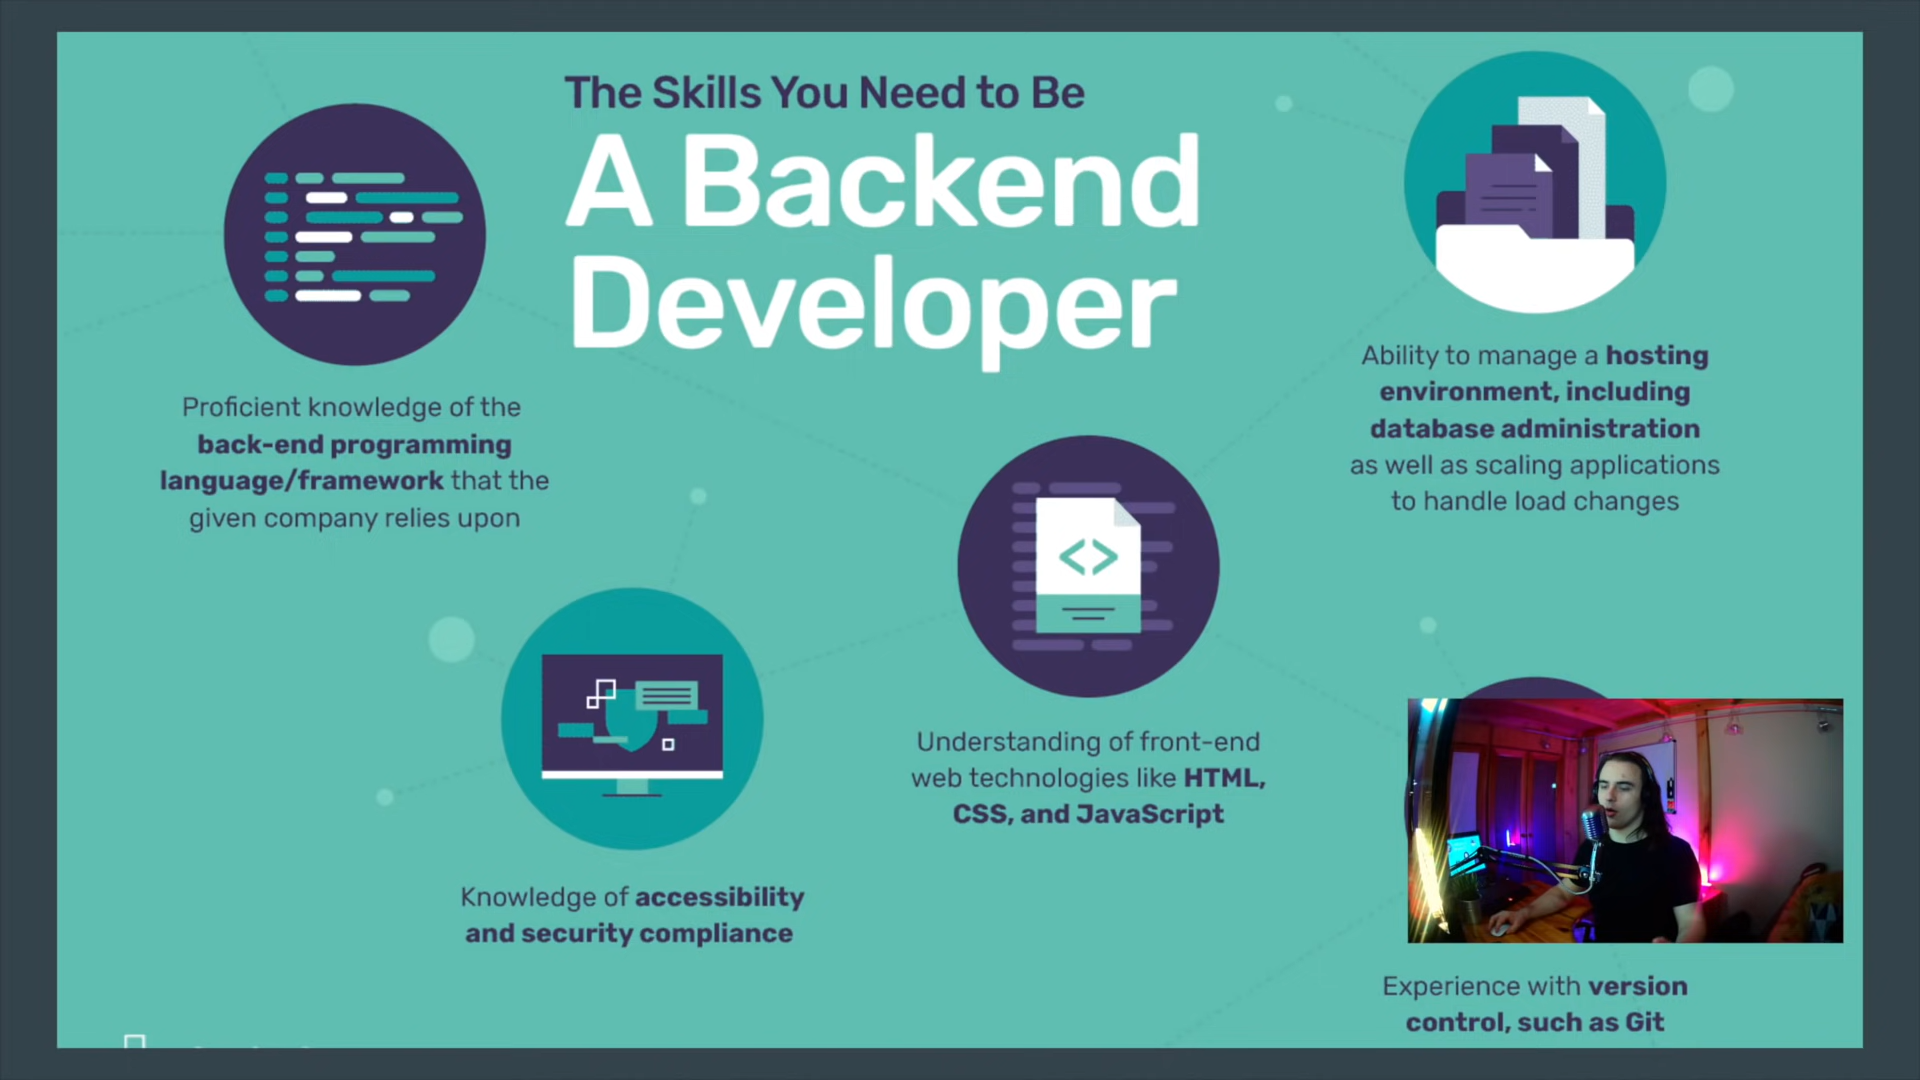 The Skills You Need to Be
A Backend
Developer
Proficient knowledge of the
back-end programming
language/framework that the
given company relies upon
Ability to manage a hosting
environment, including
database administration
as well as scaling applications
to handle load changes
Knowledge of accessibility
and security compliance
Understanding of front-end
web technologies like HTML,
CSS, and JavaScript
Experience with version
control, such as Git